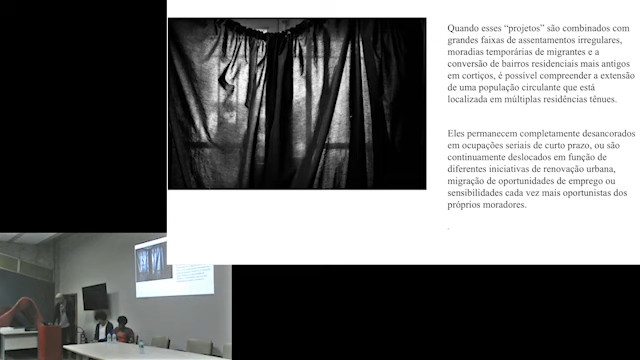 Quando esses “projetos” são combinados com
grandes faixas de assentamentos irregulares,
moradias temporárias de migrantes e a
conversão de bairros residenciais mais antigos
em cortiços, é possível compreender a extensão
de uma população circulante que está
localizada em múltiplas residências tênues.
Eles permanecem completamente desancorados
em ocupações seriais de curto prazo, ou são
continuamente deslocados em função de
diferentes iniciativas de renovação urbana,
migração de oportunidades de emprego ou
sensibilidades cada vez mais oportunistas dos
próprios moradores.
.